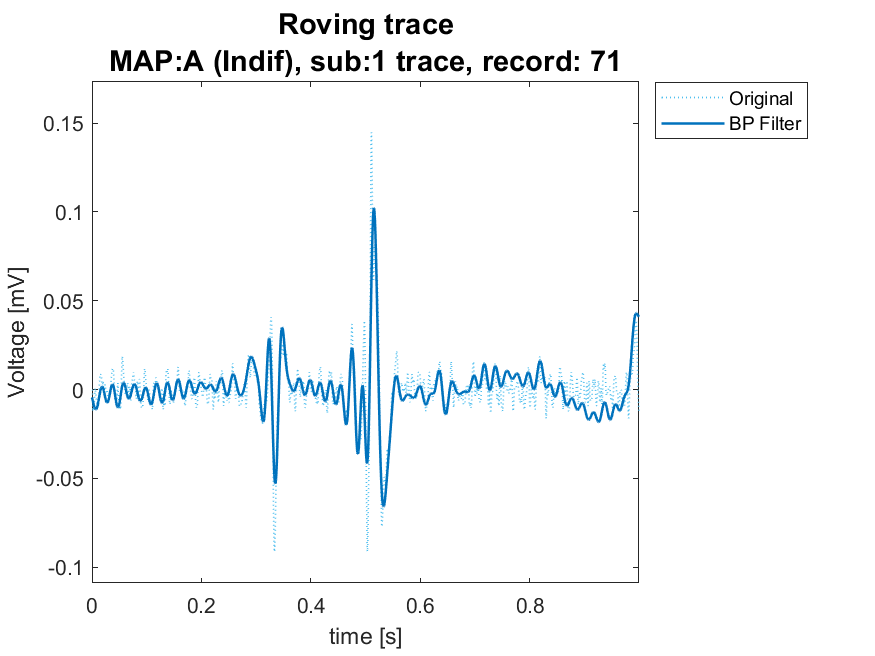 Roving trace
MAP:A (Indif), sub:1 trace, record: 71
Original
BP Filter
0.15
0.1
0.05
0
-0.05
-0.1
Voltage [mV]
0
0.2
0.4
0.6
0.8
time [s]